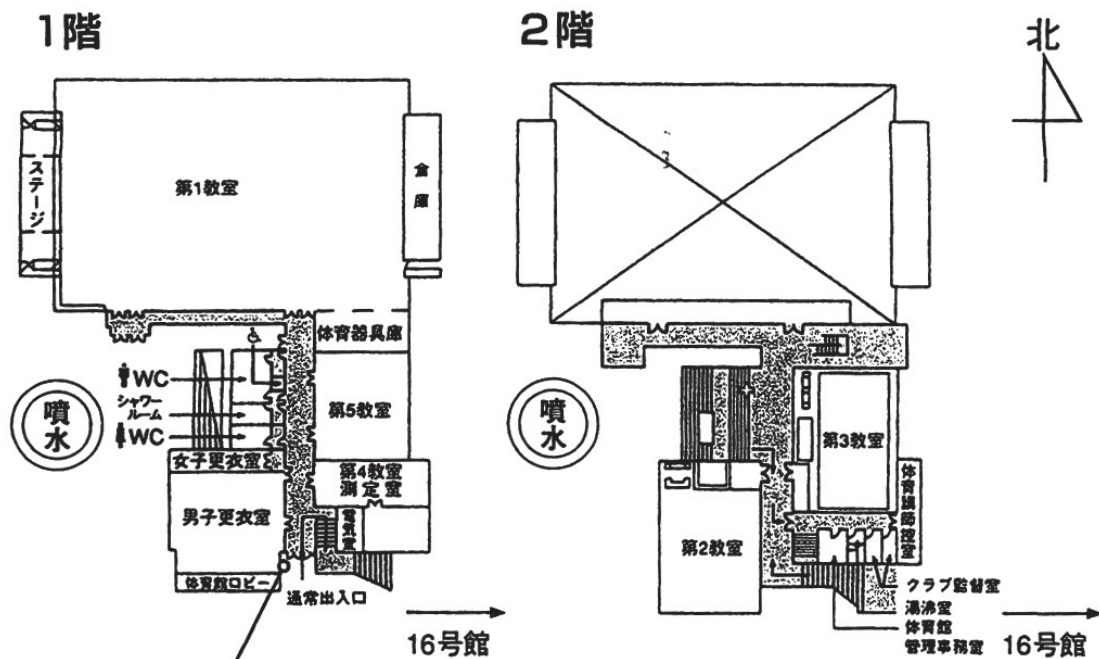 1階
2階
北
ステージ
第1教室
倉庫
体育器具庫
WC
シャワー
ルーム
WC
噴水
第5教室
女子更衣室
第4教室
測定室
男子更衣室
電気室
体育館ロビー
通常出入口
16号館
噴水
第3教室
体育講師控室
第2教室
クラブ監督室
湯沸室
体育館
管理事務室
16号館